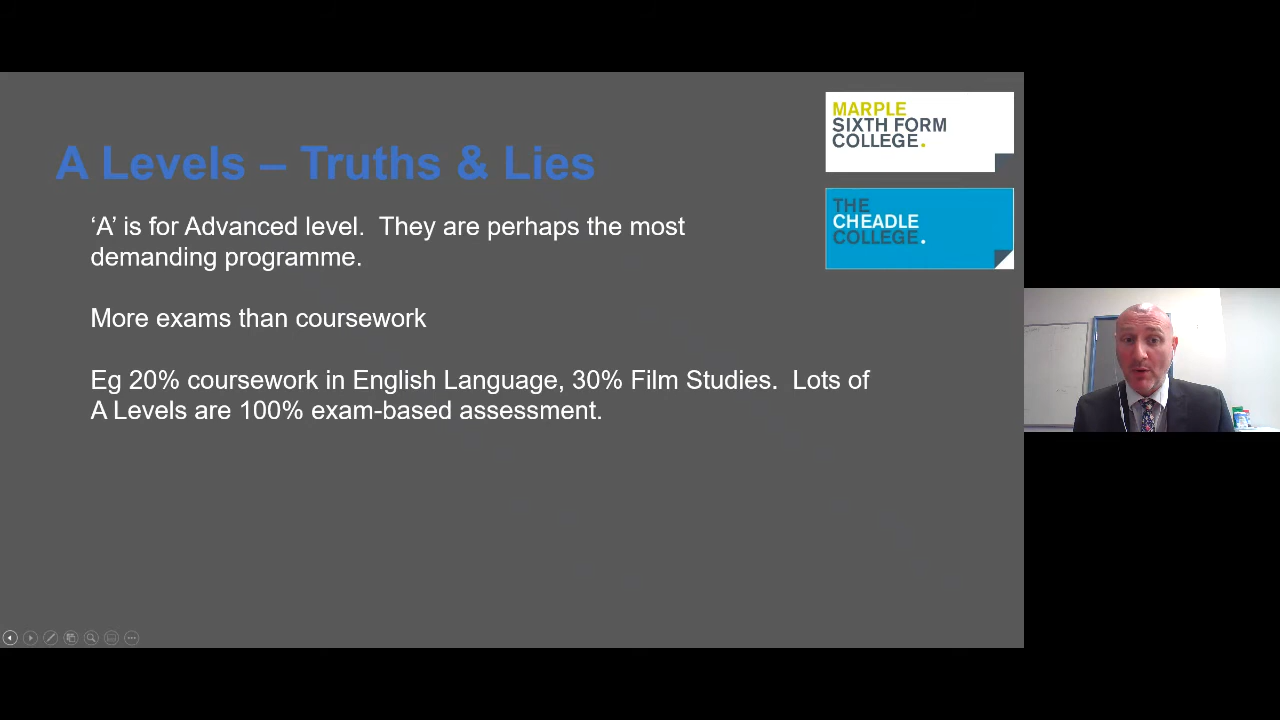 A Levels – Truths & Lies
‘A’ is for Advanced level.  They are perhaps the most
demanding programme.
More exams than coursework
Eg 20% coursework in English Language, 30% Film Studies.  Lots of
A Levels are 100% exam-based assessment.
MARPLE
SIXTH FORM
COLLEGE.
THE
CHEADLE
COLLEGE.